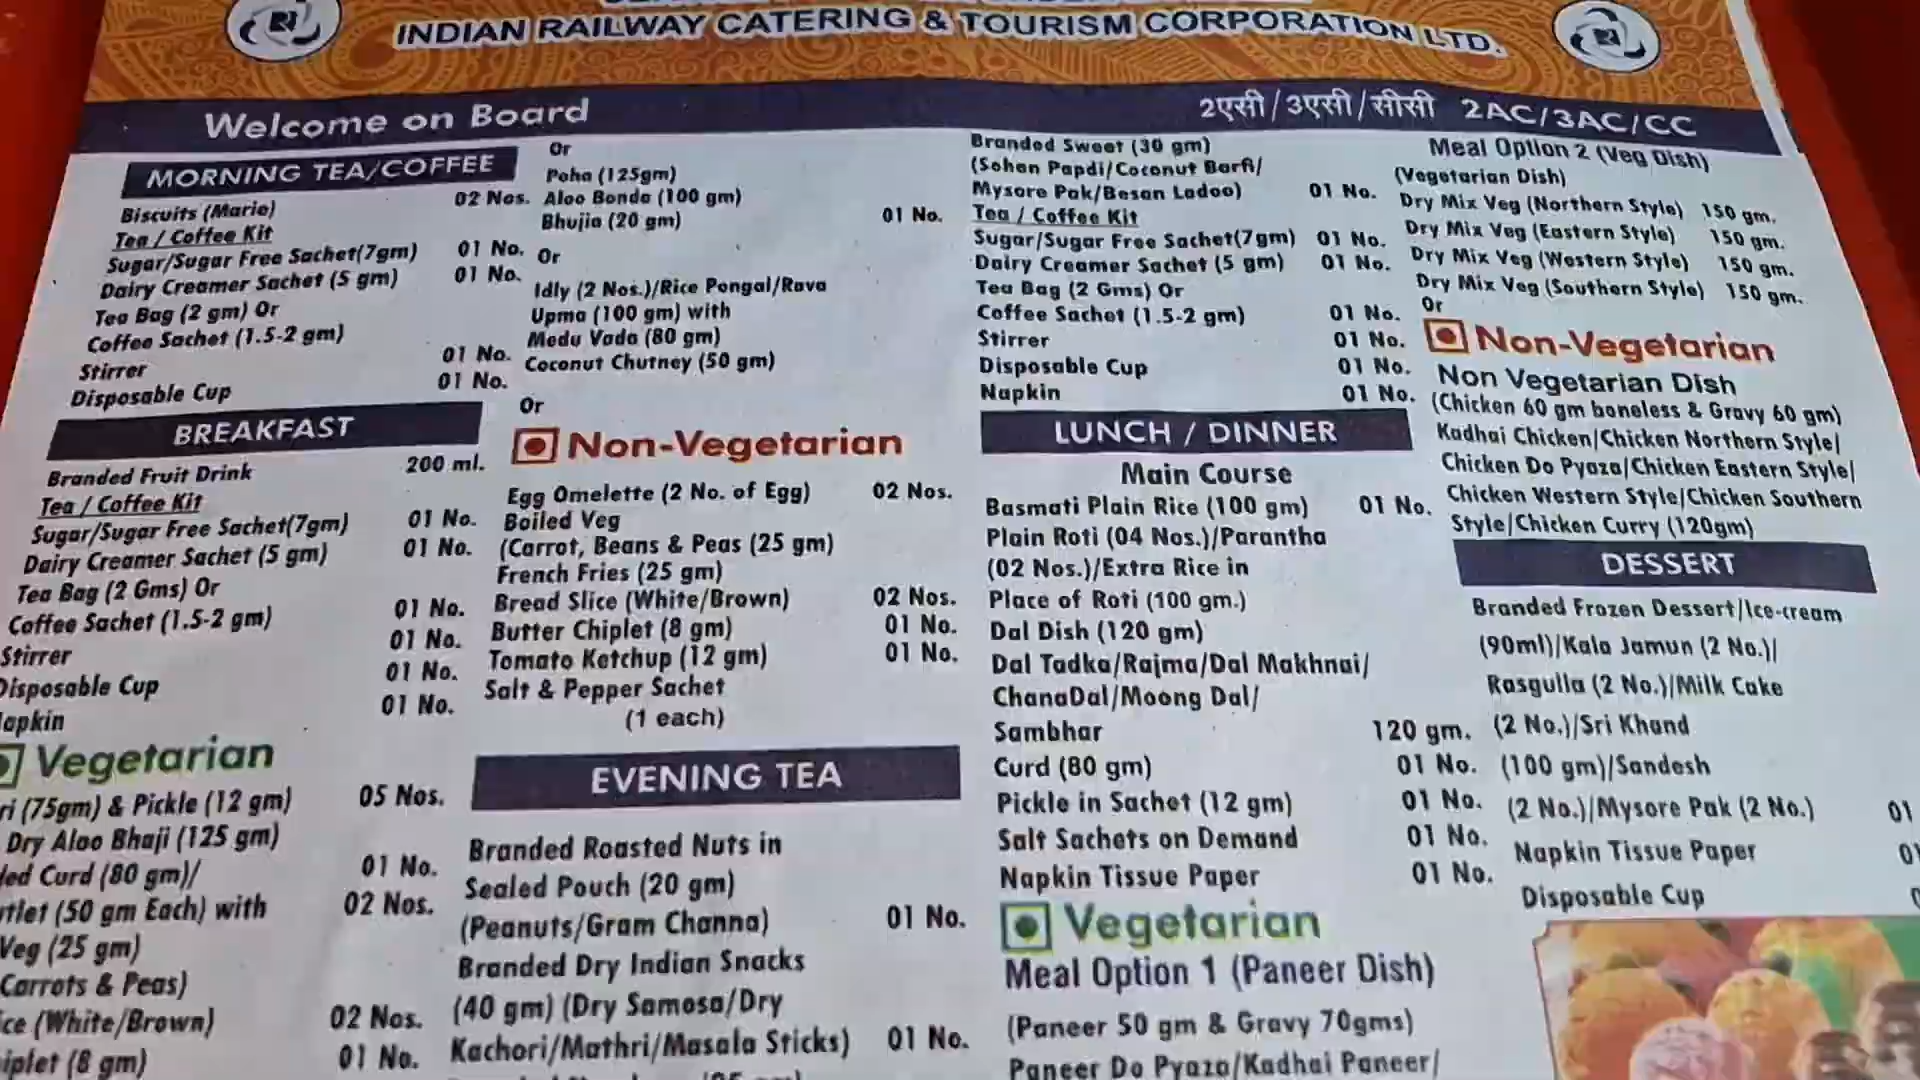 INDIAN RAILWAY CATERING & TOURISM CORPORATION LTD.
Welcome on Board
2एसी/3एसी/सीसी 2AC/3AC/CC
MORNING TEA/COFFEE
Biscuits (Marie) 02 Nos.
Tea / Coffee Kit
Sugar/Sugar Free Sachet(7gm) 01 No.
Dairy Creamer Sachet (5 gm) 01 No.
Tea Bag (2 gm) Or
Coffee Sachet (1.5-2 gm)
Stirrer 01 No.
Disposable Cup 01 No.
BREAKFAST
Branded Fruit Drink 200 ml.
Tea / Coffee Kit
Sugar/Sugar Free Sachet(7gm) 01 No.
Dairy Creamer Sachet (5 gm) 01 No.
Tea Bag (2 Gms) Or
Coffee Sachet (1.5-2 gm) 01 No.
Stirrer 01 No.
Disposable Cup 01 No.
apkin 01 No.
Vegetarian
ri (75gm) & Pickle (12 gm) 05 Nos.
Dry Aloo Bhaji (125 gm)
ed Curd (80 gm)/ 01 No.
tlet (50 gm Each) with 02 Nos.
Veg (25 gm)
Carrots & Peas)
ce (White/Brown) 02 Nos.
iplet (8 gm) 01 No.
Or
Poha (125gm)
Aloo Bonda (100 gm)
Bhujia (20 gm) 01 No.
Or
Idly (2 Nos.)/Rice Pongal/Rava
Upma (100 gm) with
Medu Vada (80 gm)
Coconut Chutney (50 gm)
Or
Non-Vegetarian
Egg Omelette (2 No. of Egg) 02 Nos.
Boiled Veg
(Carrot, Beans & Peas (25 gm)
French Fries (25 gm)
Bread Slice (White/Brown) 02 Nos.
Butter Chiplet (8 gm) 01 No.
Tomato Ketchup (12 gm) 01 No.
Salt & Pepper Sachet
(1 each)
EVENING TEA
Branded Roasted Nuts in
Sealed Pouch (20 gm)
(Peanuts/Gram Channa) 01 No.
Branded Dry Indian Snacks
(40 gm) (Dry Samosa/Dry
Kachori/Mathri/Masala Sticks) 01 No.
Branded Sweet (30 gm)
(Sohan Papdi/Coconut Barfi/
Mysore Pak/Besan Ladoo) 01 No.
Tea / Coffee Kit
Sugar/Sugar Free Sachet(7gm) 01 No.
Dairy Creamer Sachet (5 gm) 01 No.
Tea Bag (2 Gms) Or
Coffee Sachet (1.5-2 gm) 01 No.
Stirrer 01 No.
Disposable Cup 01 No.
Napkin 01 No.
LUNCH / DINNER
Main Course
Basmati Plain Rice (100 gm) 01 No.
Plain Roti (04 Nos.)/Parantha
(02 Nos.)/Extra Rice in
Place of Roti (100 gm.)
Dal Dish (120 gm)
Dal Tadka/Rajma/Dal Makhnai/
ChanaDal/Moong Dal/
Sambhar 120 gm.
Curd (80 gm) 01 No.
Pickle in Sachet (12 gm) 01 No.
Salt Sachets on Demand 01 No.
Napkin Tissue Paper 01 No.
Vegetarian
Meal Option 1 (Paneer Dish)
(Paneer 50 gm & Gravy 70gms)
Paneer Do Pyaza/Kadhai Paneer/
Meal Option 2 (Veg Dish)
(Vegetarian Dish)
Dry Mix Veg (Northern Style) 150 gm.
Dry Mix Veg (Eastern Style) 150 gm.
Dry Mix Veg (Western Style) 150 gm.
Dry Mix Veg (Southern Style) 150 gm.
Or
Non-Vegetarian
Non Vegetarian Dish
(Chicken 60 gm boneless & Gravy 60 gm)
Kadhai Chicken/Chicken Northern Style/
Chicken Do Pyaza/Chicken Eastern Style/
Chicken Western Style/Chicken Southern
Style/Chicken Curry (120gm)
DESSERT
Branded Frozen Dessert/Ice-cream
(90ml)/Kala Jamun (2 No.)/
Rasgulla (2 No.)/Milk Cake
(2 No.)/Sri Khand
(100 gm)/Sandesh
(2 No.)/Mysore Pak (2 No.) 01
Napkin Tissue Paper 01
Disposable Cup